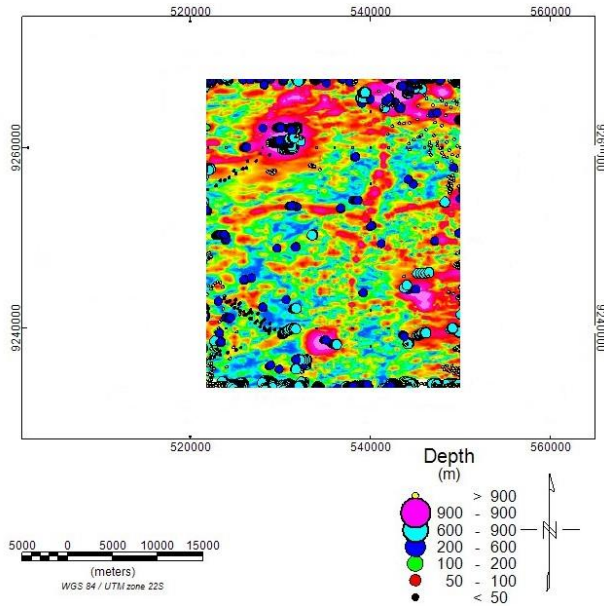 520000 540000 560000
9260000 9260000
9240000 9240000
520000 540000 560000
Depth
(m)
> 900
900 - 900
600 - 900
200 - 600
100 - 200
50 - 100
< 50
N
5000 0 5000 10000 15000
(meters)
WGS 84 / UTM zone 22S